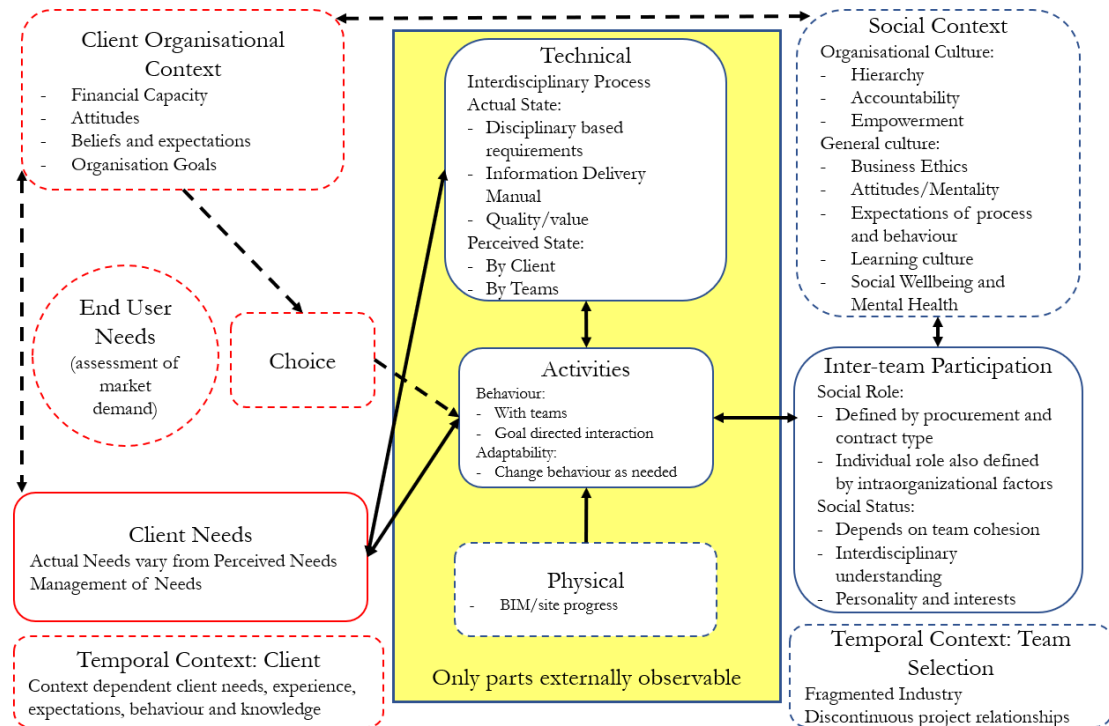 Client Organisational
Context
- Financial Capacity
- Attitudes
- Beliefs and expectations
- Organisation Goals
End User
Needs
(assessment of
market
demand)
Choice
Client Needs
Actual Needs vary from Perceived Needs
Management of Needs
Temporal Context: Client
Context dependent client needs, experience,
expectations, behaviour and knowledge
Technical
Interdisciplinary Process
Actual State:
- Disciplinary based
requirements
- Information Delivery
Manual
- Quality/value
Perceived State:
- By Client
- By Teams
Activities
Behaviour:
- With teams
- Goal directed interaction
Adaptability:
- Change behaviour as needed
Physical
- BIM/site progress
Only parts externally observable
Social Context
Organisational Culture:
- Hierarchy
- Accountability
- Empowerment
General culture:
- Business Ethics
- Attitudes/Mentality
- Expectations of process
and behaviour
- Learning culture
- Social Wellbeing and
Mental Health
Inter-team Participation
Social Role:
- Defined by procurement and
contract type
- Individual role also defined
by intraorganizational factors
Social Status:
- Depends on team cohesion
- Interdisciplinary
understanding
- Personality and interests
Temporal Context: Team
Selection
Fragmented Industry
Discontinuous project relationships